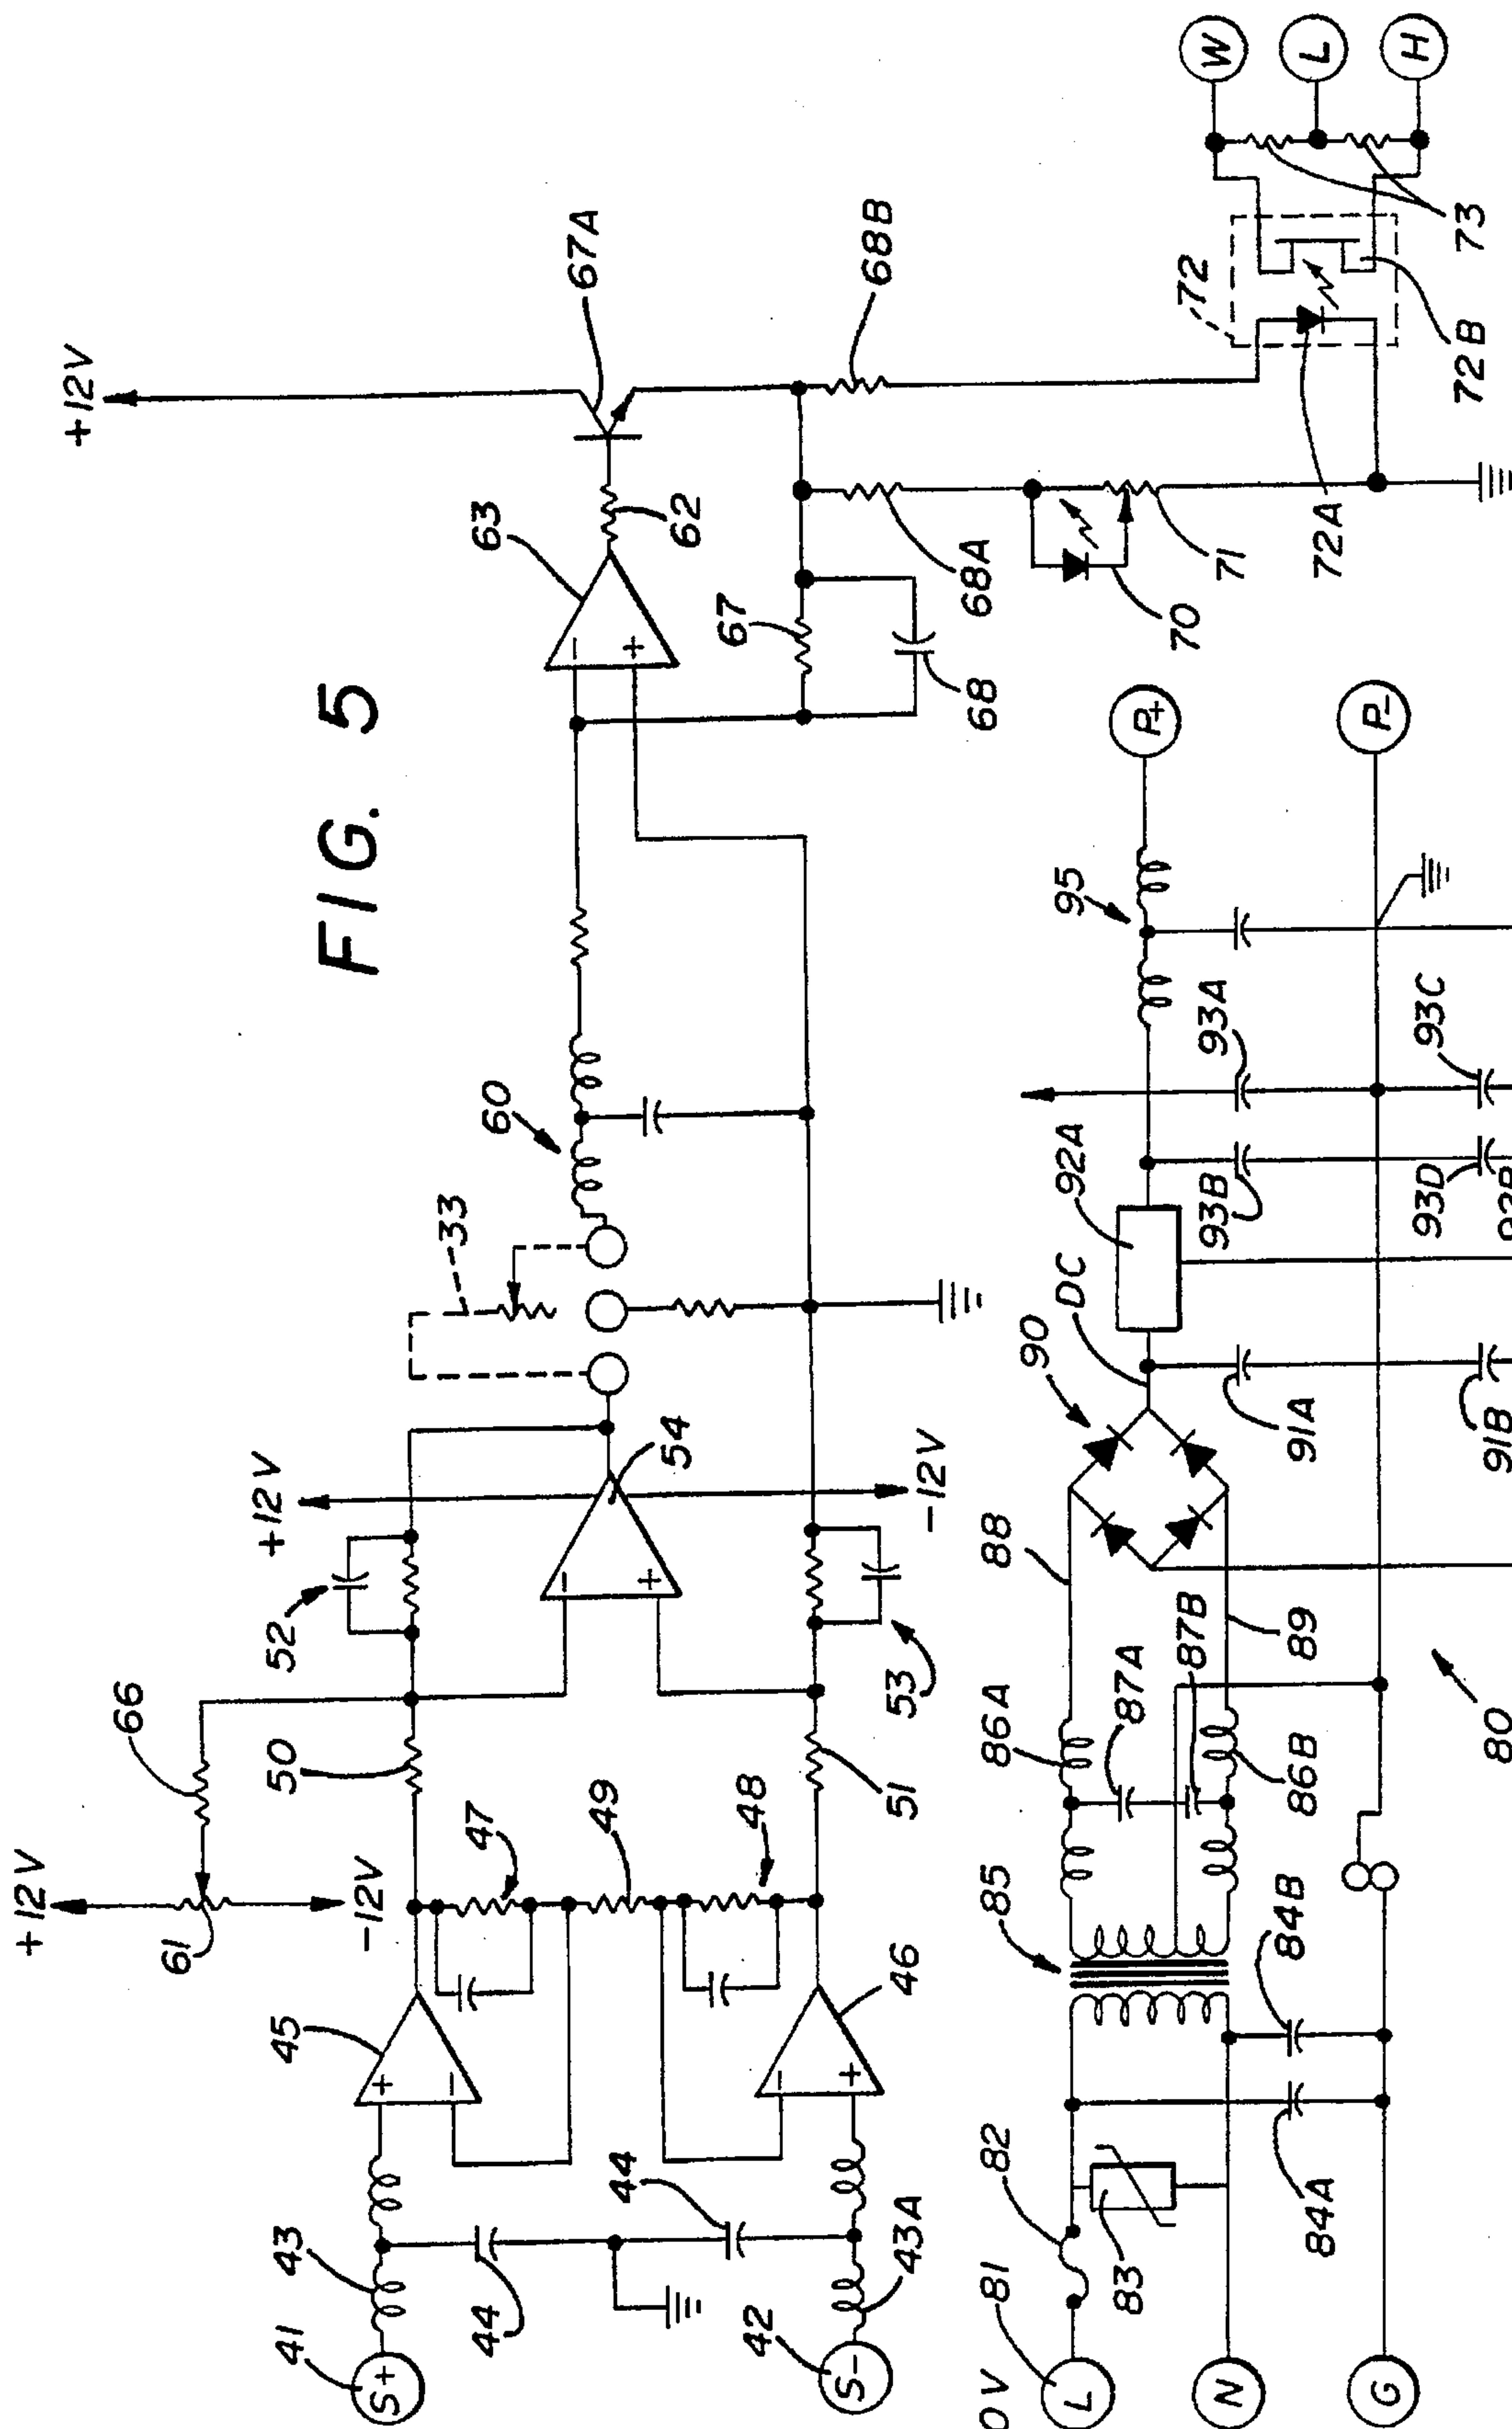 FIG. 5
+12V
66
+12V
+12V
61
-12V
50
52
33
60
63
62
67A
41
S+
43
45
+
-
47
49
54
-
+
-
+
67
68B
44
44
48
51
53
-12V
68
68A
72
W
42
S-
43A
46
-
+
70
71
72A
72B
73
L
H
0V
81
L
82
85
86A
88
90
DC
92A
95
P+
83
87A
87B
93A
93B
N
84A
84B
86B
89
91A
93C
93D
G
80
91B
P-